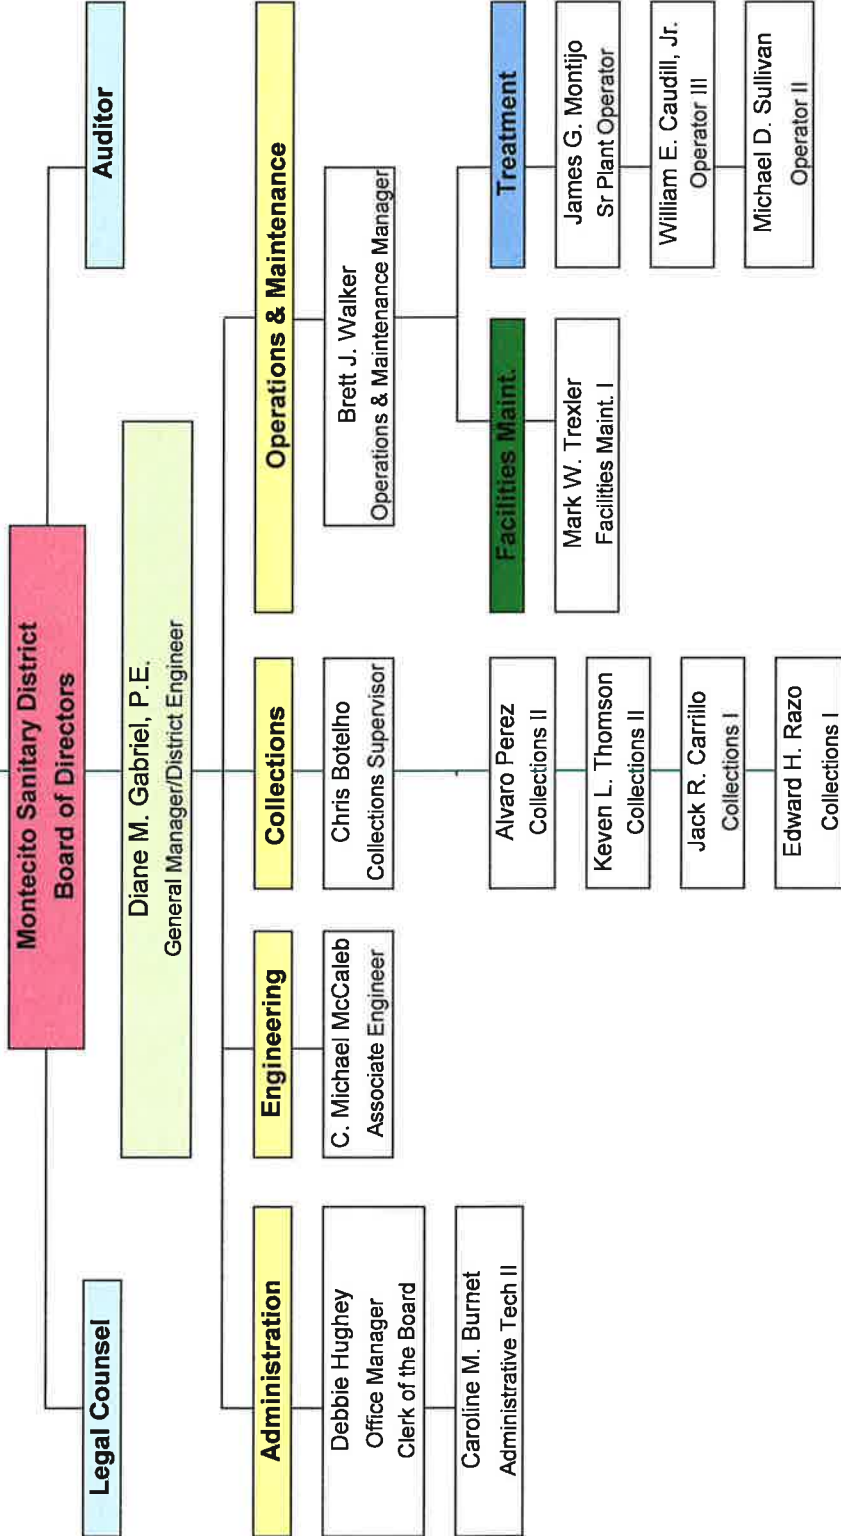 Montecito Sanitary District
Board of Directors
Legal Counsel
Auditor
Diane M. Gabriel, P.E.
General Manager/District Engineer
Administration
Debbie Hughey
Office Manager
Clerk of the Board
Caroline M. Burnet
Administrative Tech II
Engineering
C. Michael McCaleb
Associate Engineer
Collections
Chris Botelho
Collections Supervisor
Alvaro Perez
Collections II
Keven L. Thomson
Collections II
Jack R. Carrillo
Collections I
Edward H. Razo
Collections I
Operations & Maintenance
Brett J. Walker
Operations & Maintenance Manager
Facilities Maint.
Mark W. Trexler
Facilities Maint. I
Treatment
James G. Montijo
Sr Plant Operator
William E. Caudill, Jr.
Operator III
Michael D. Sullivan
Operator II